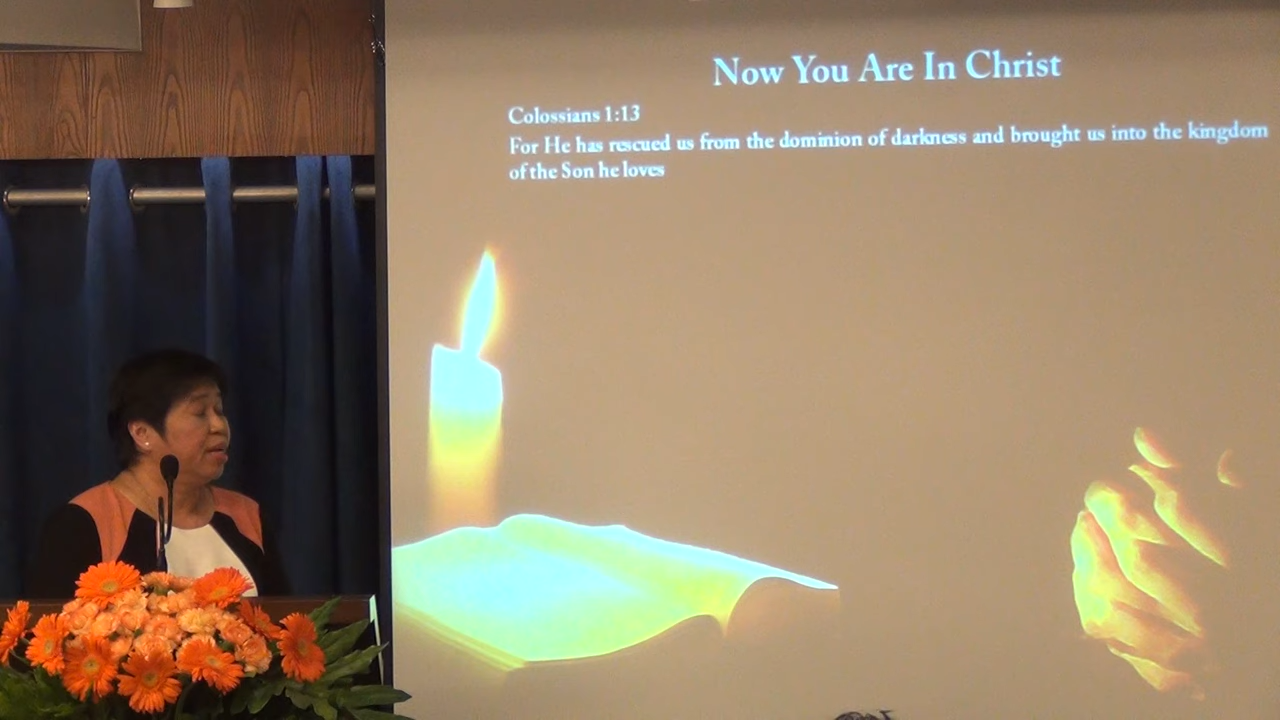 Now You Are In Christ
Colossians 1:13
For He has rescued us from the dominion of darkness and brought us into the kingdom
of the Son he loves